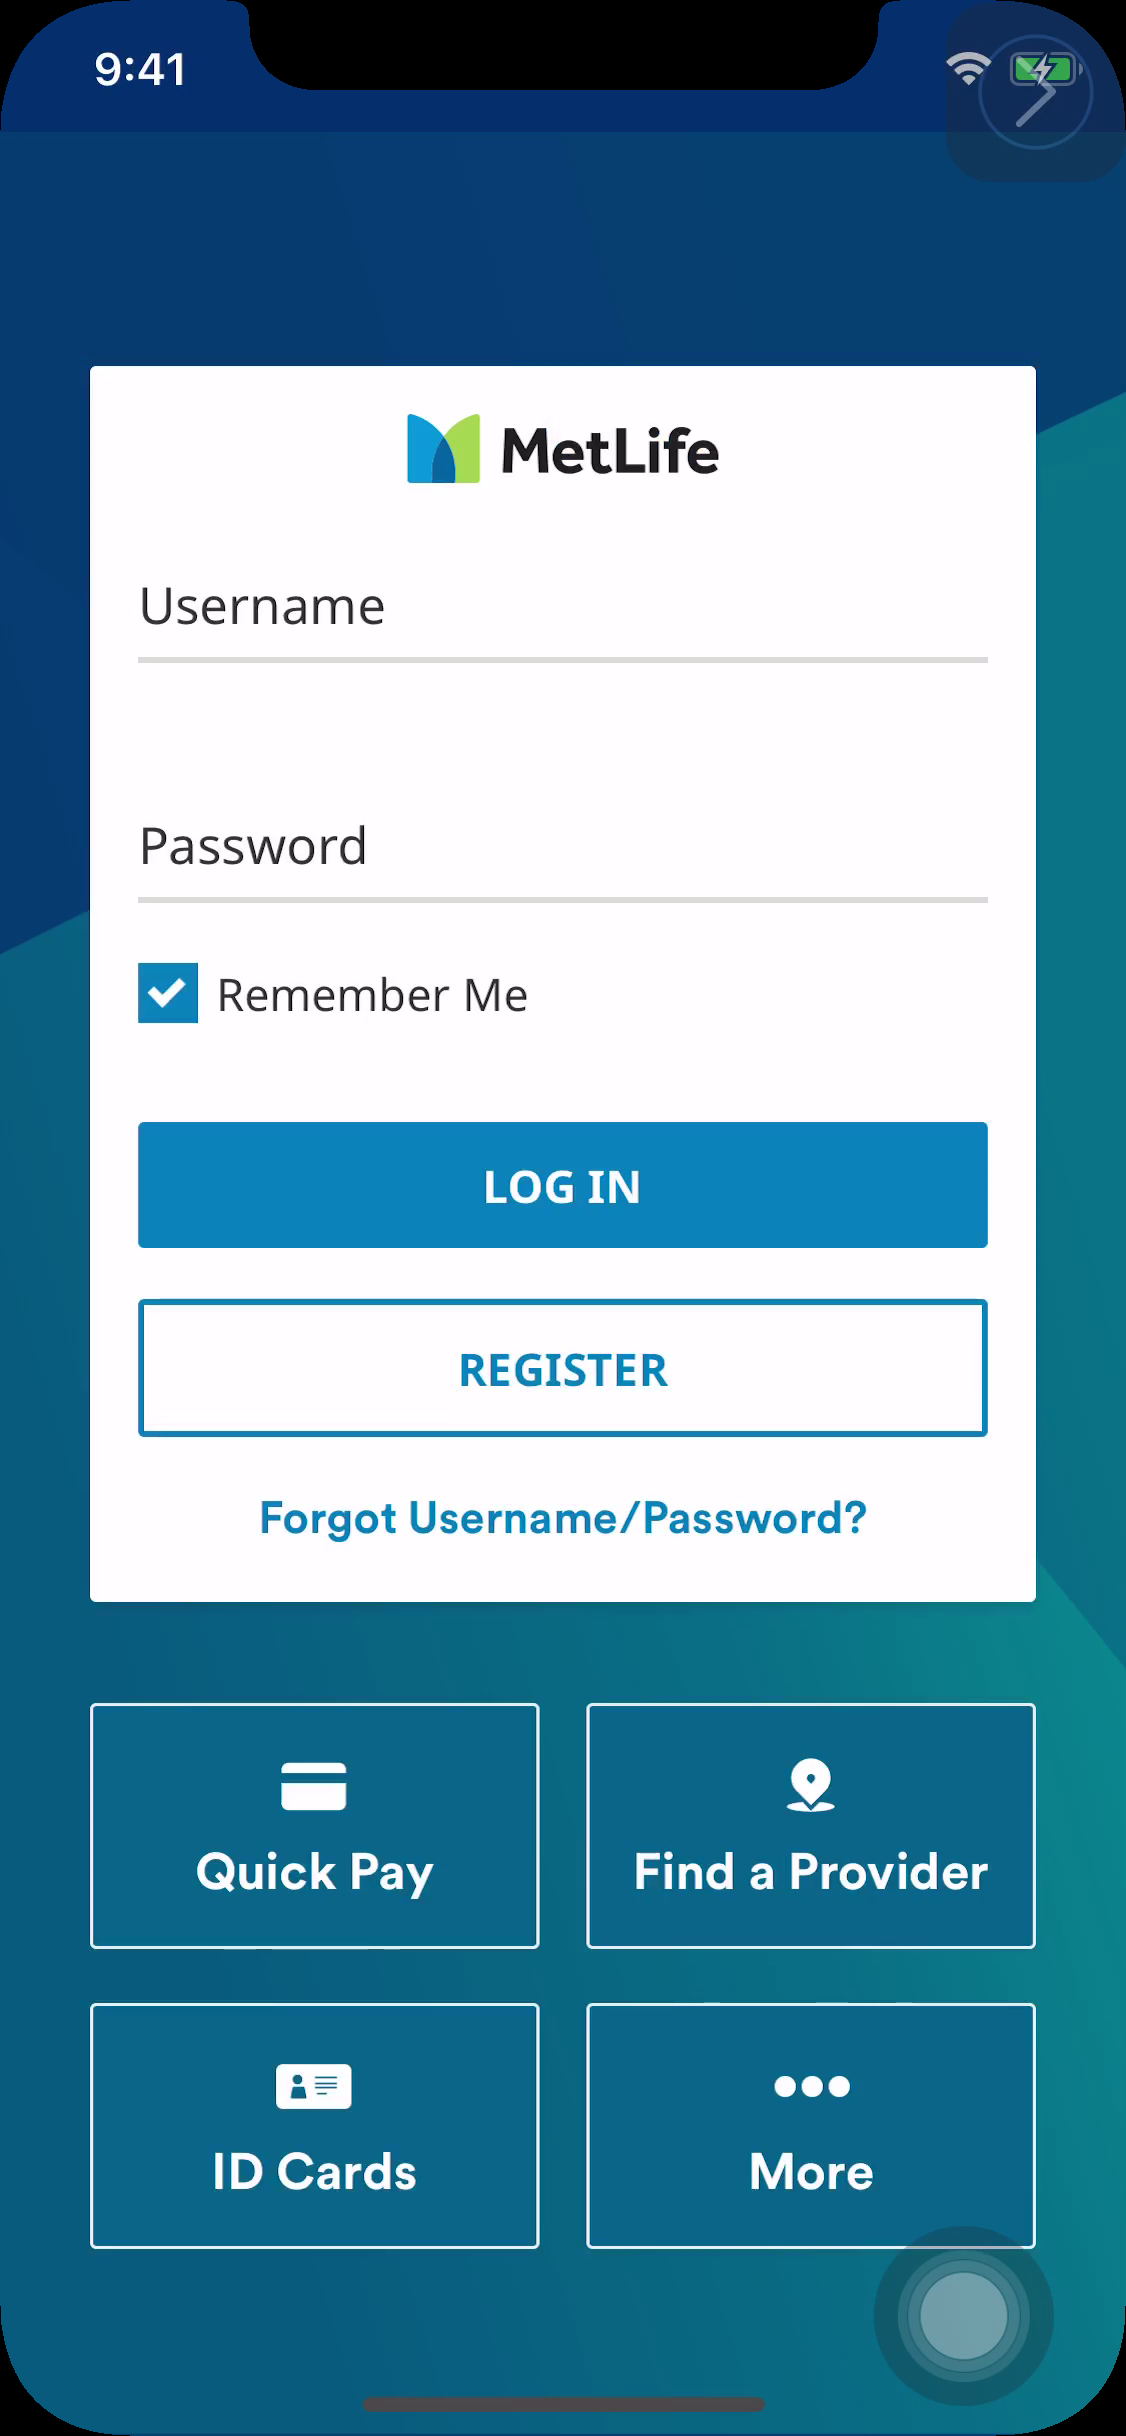 9:41
MetLife
Username
Password
Remember Me
LOG IN
REGISTER
Forgot Username/Password?
Quick Pay
Find a Provider
ID Cards
More